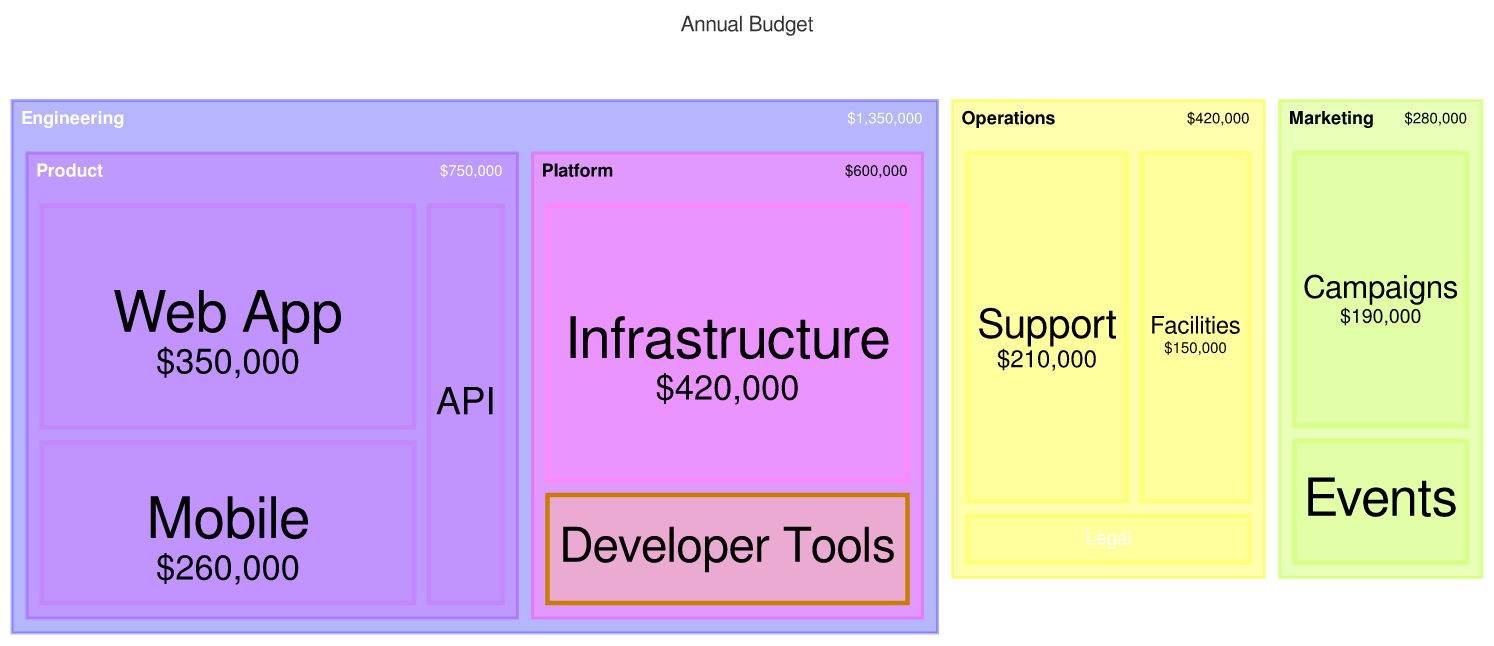 Annual Budget
Engineering $1,350,000
Product $750,000
Web App
$350,000
Mobile
$260,000
API
Platform $600,000
Infrastructure
$420,000
Developer Tools
Operations $420,000
Support
$210,000
Facilities
$150,000
Legal
Marketing $280,000
Campaigns
$190,000
Events